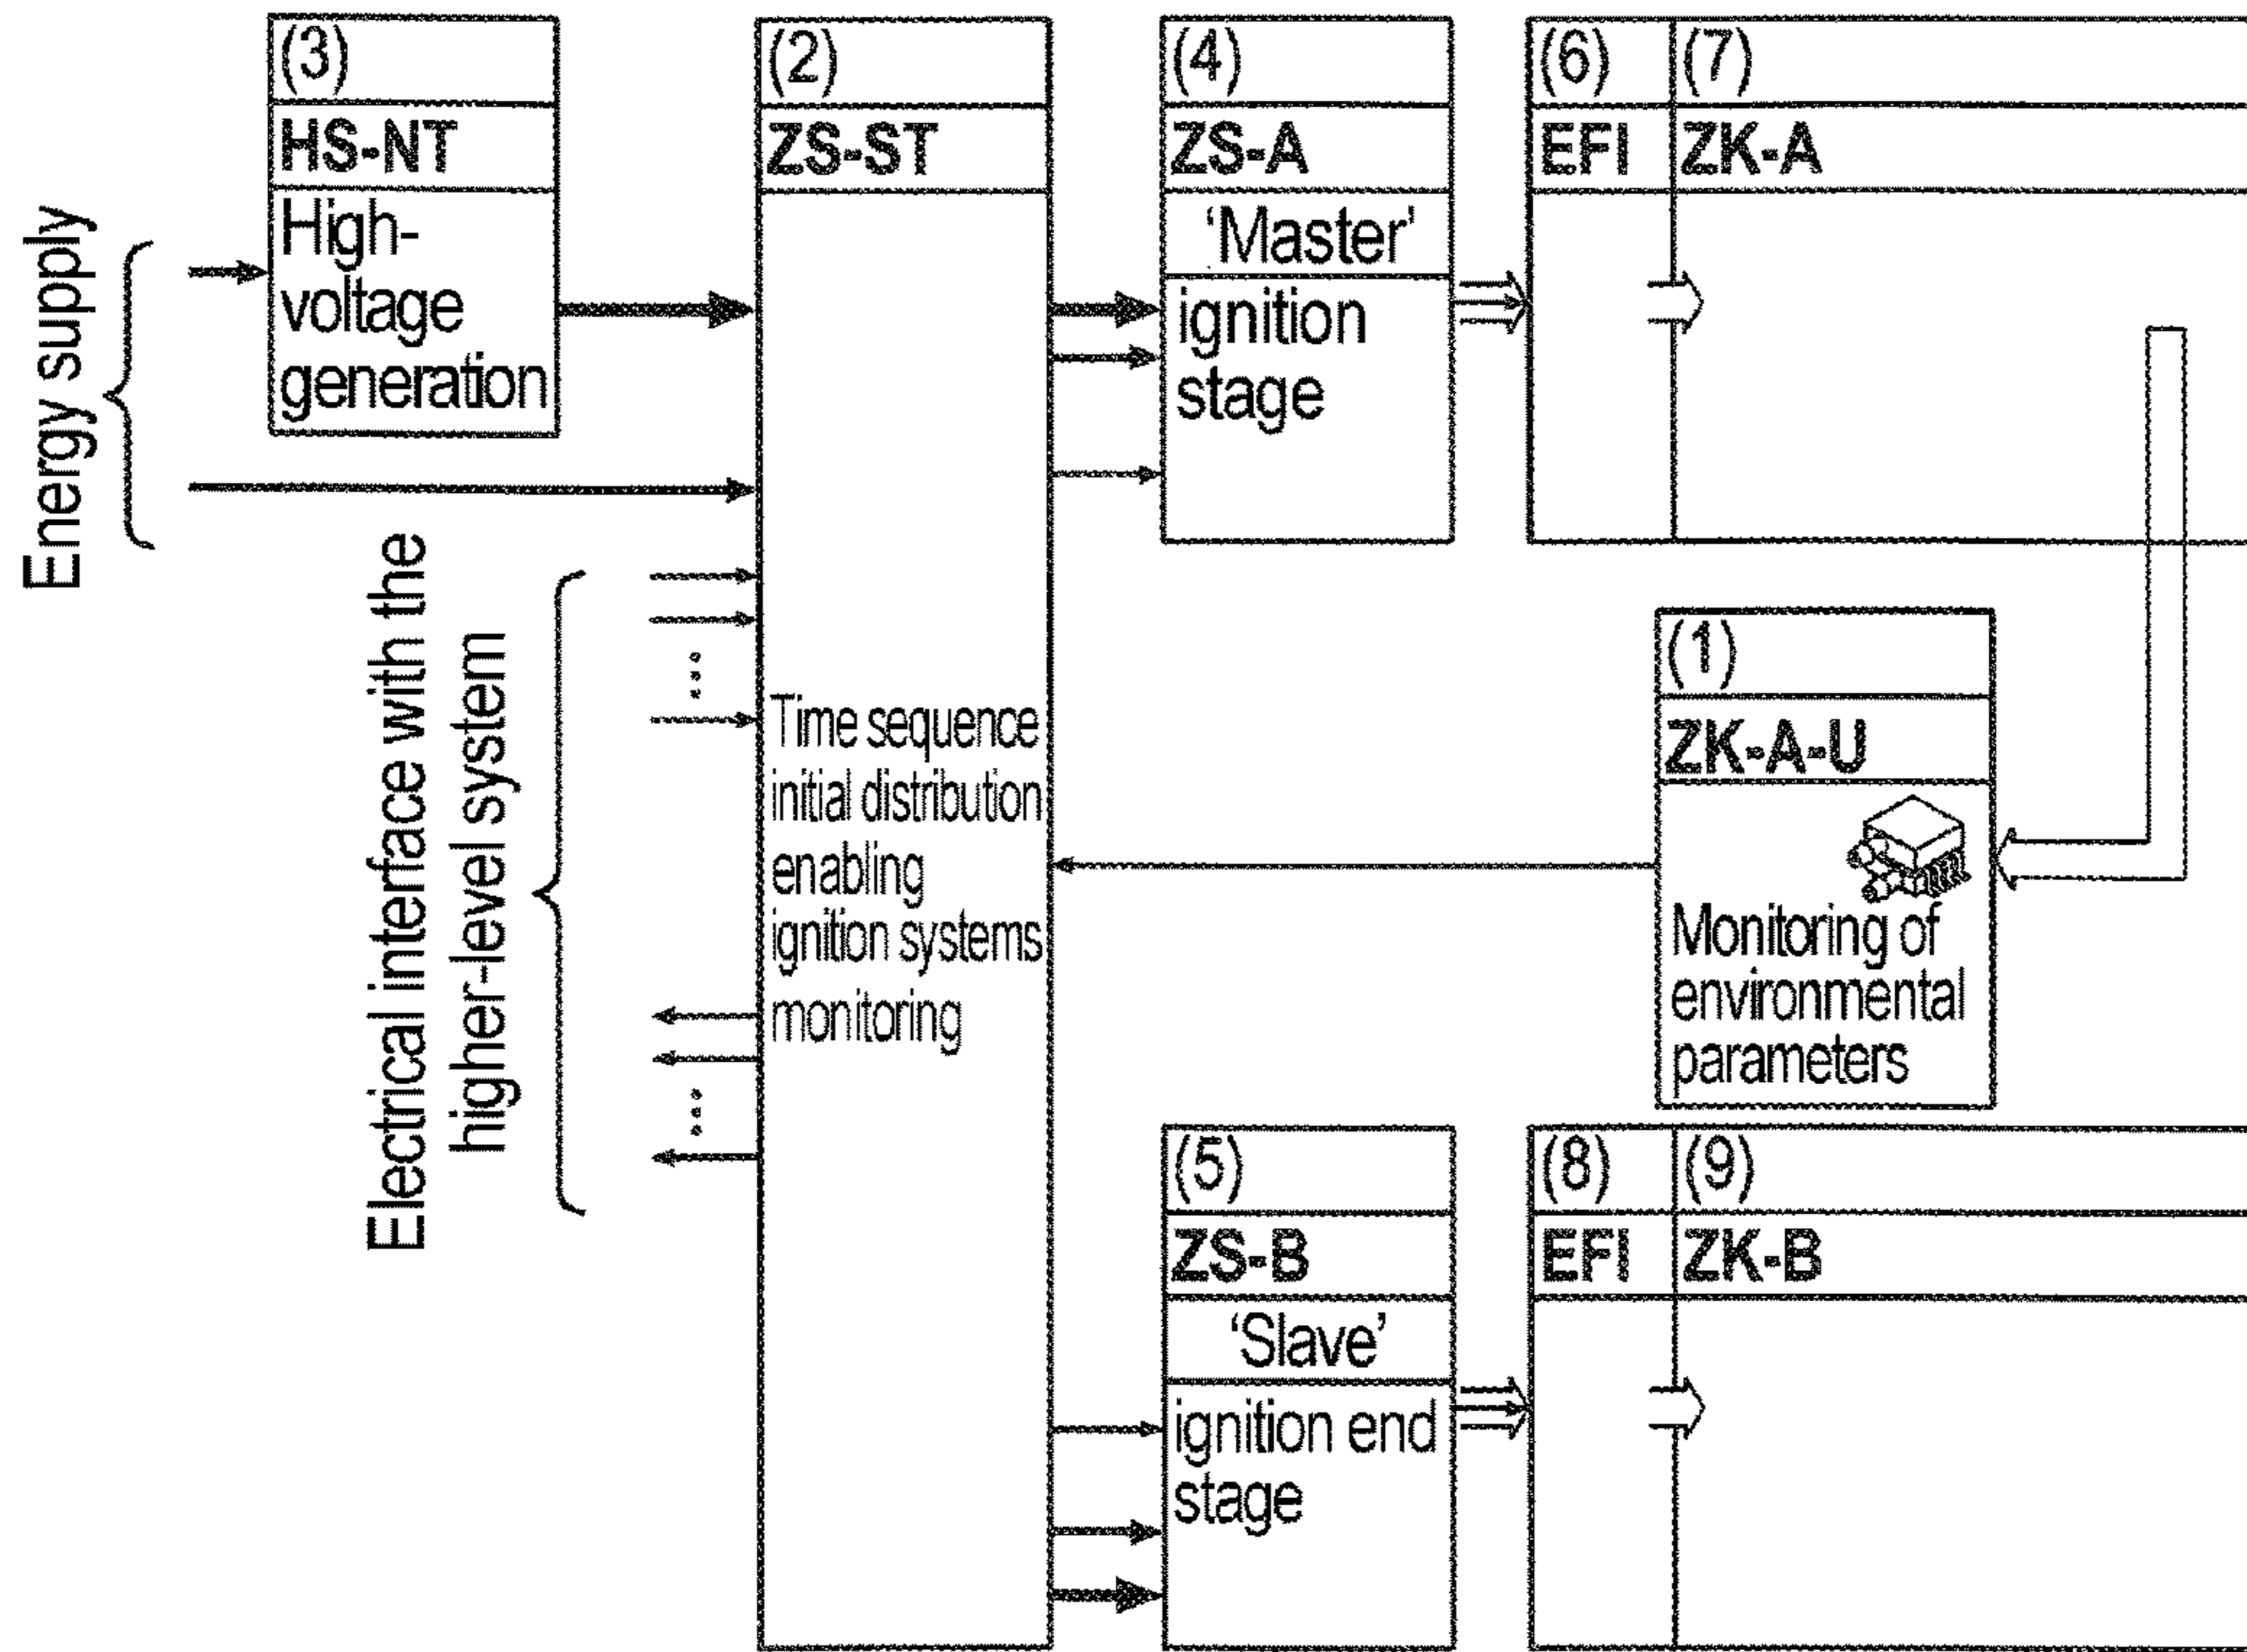 Energy supply
(3)
HS-NT
High-
voltage
generation
Electrical interface with the
higher-level system
(2)
ZS-ST
Time sequence
initial distribution
enabling
ignition systems
monitoring
(4)
ZS-A
‘Master’
ignition
stage
(6)
EFI
(7)
ZK-A
(1)
ZK-A-U
Monitoring of
environmental
parameters
(5)
ZS-B
‘Slave’
ignition end
stage
(8)
EFI
(9)
ZK-B